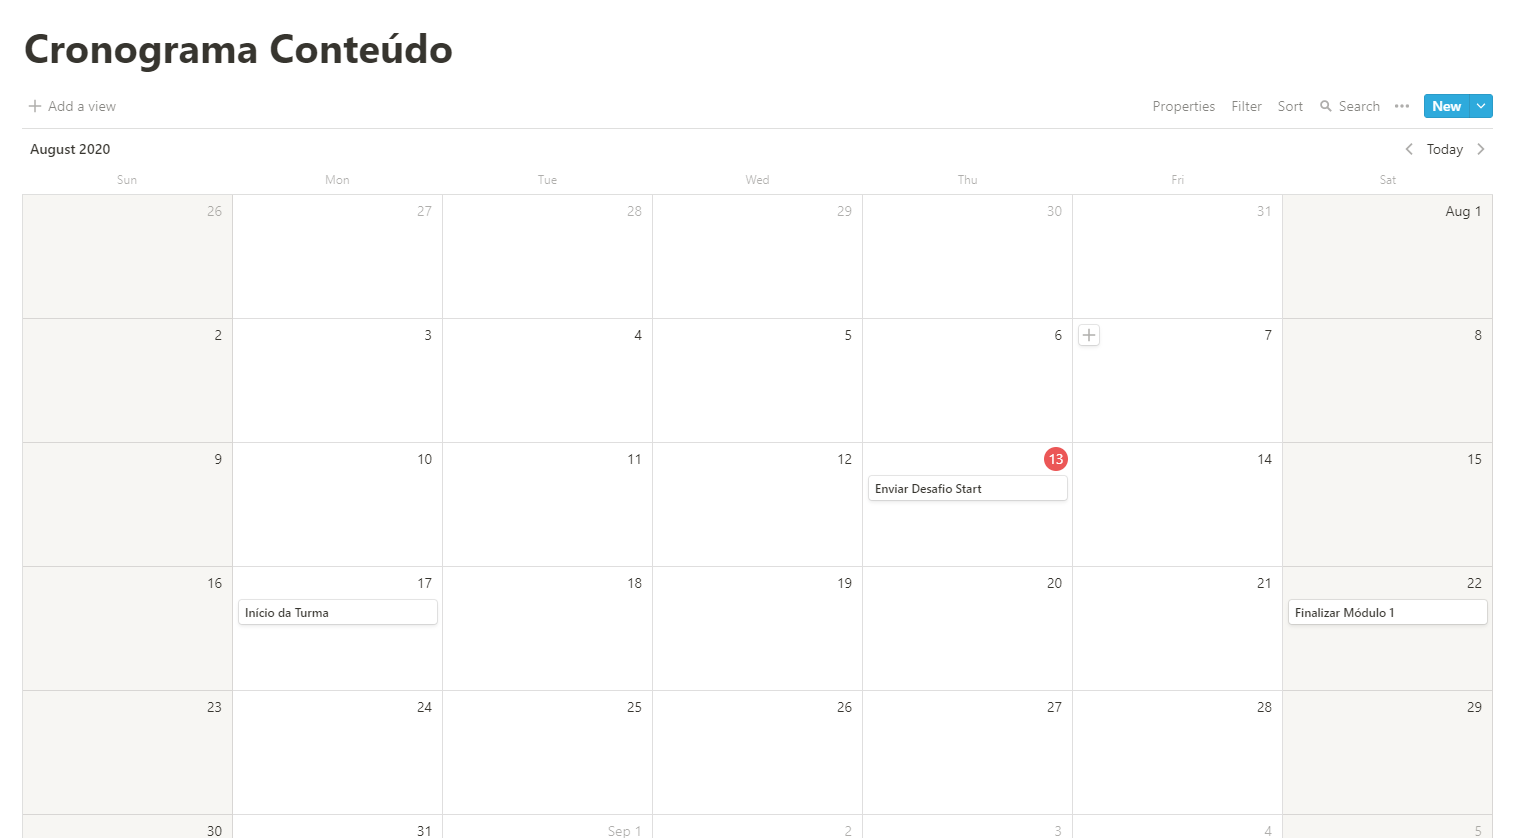 Cronograma Conteúdo
Add a view Properties Filter Sort Search New
August 2020 Today
Sun Mon Tue Wed Thu Fri Sat
26 27 28 29 30 31 Aug 1
2 3 4 5 6 7 8
9 10 11 12 13 14 15
Enviar Desafio Start
16 17 18 19 20 21 22
Início da Turma Finalizar Módulo 1
23 24 25 26 27 28 29
30 31 Sep 1 2 3 4 5